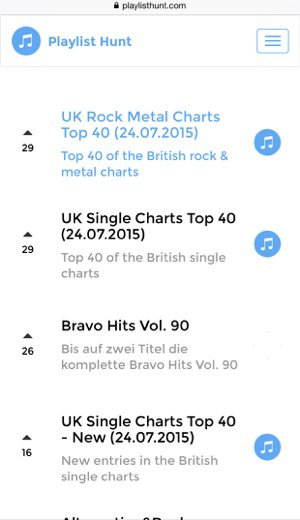 playlisthunt.com
Playlist Hunt
UK Rock Metal Charts
Top 40 (24.07.2015)
29
Top 40 of the British rock &
metal charts
UK Single Charts Top 40
(24.07.2015)
29
Top 40 of the British single
charts
Bravo Hits Vol. 90
26
Bis auf zwei Titel die
komplette Bravo Hits Vol. 90
UK Single Charts Top 40
- New (24.07.2015)
16
New entries in the British
single charts